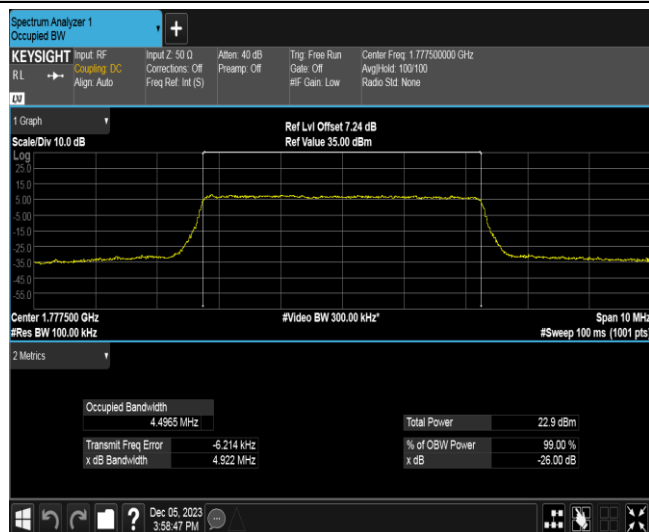 Spectrum Analyzer 1
Occupied BW
+
KEYSIGHT Input: RF Input Z: 50 Ω Atten: 40 dB Trig: Free Run Center Freq: 1.777500000 GHz
RL Coupling: DC Corrections: Off Preamp: Off Gate: Off Avg|Hold: 100/100
Align: Auto Freq Ref: Int (S) #IF Gain: Low Radio Std: None
LXI
1 Graph
Ref Lvl Offset 7.24 dB
Scale/Div 10.0 dB Ref Value 35.00 dBm
Log
25.0
15.0
5.00
-5.00
-15.0
-25.0
-35.0
-45.0
-55.0
Center 1.777500 GHz #Video BW 300.00 kHz* Span 10 MHz
#Res BW 100.00 kHz #Sweep 100 ms (1001 pts)
2 Metrics
Occupied Bandwidth
4.4965 MHz Total Power 22.9 dBm
Transmit Freq Error -6.214 kHz % of OBW Power 99.00 %
x dB Bandwidth 4.922 MHz x dB -26.00 dB
? Dec 05, 2023
3:58:47 PM